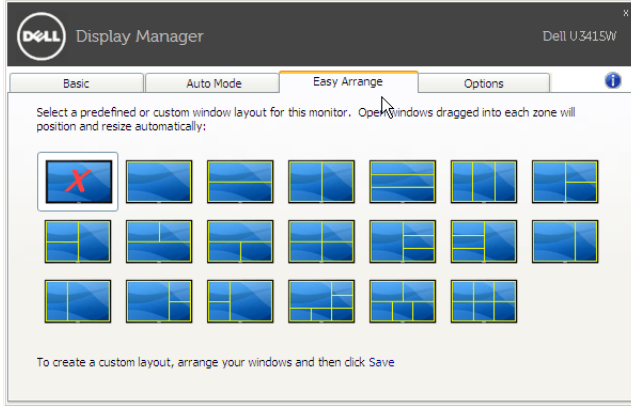 x
DELL Display Manager Dell U3415W
Basic Auto Mode Easy Arrange Options i
Select a predefined or custom window layout for this monitor. Open windows dragged into each zone will
position and resize automatically:
X
To create a custom layout, arrange your windows and then click Save